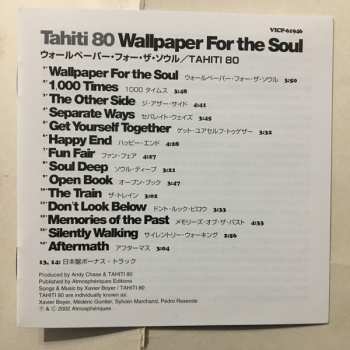 VICP-61946
Tahiti 80 Wallpaper For the Soul
ウォールペーパー・フォー・ザ・ソウル／TAHITI 80
Wallpaper For the Soul ウォールペーパー・フォー・ザ・ソウル 3:50
1,000 Times 1000 タイムス 3:48
The Other Side ジ・アザー・サイド 4:41
Separate Ways セパレイト・ウェイズ 3:45
Get Yourself Together ゲット・ユアセルフ・トゥゲザー 3:32
Happy End ハッピー・エンド 4:28
Fun Fair ファン・フェア 4:27
Soul Deep ソウル・ディープ 2:22
Open Book オープン・ブック 3:47
The Train ザ・トレイン 2:02
Don't Look Below ドント・ルック・ビロウ 3:33
Memories of the Past メモリーズ・オブ・ザ・パスト 4:33
Silently Walking サイレントリー・ウォーキング 2:56
Aftermath アフターマス 3:04
13, 14: 日本盤ボーナス・トラック
Produced by Andy Chase & TAHITI 80
Published by Atmosphériques Editions
Songs & Music by Xavier Boyer / TAHITI 80
TAHITI 80 are individually known as:
Xavier Boyer, Médéric Gontier, Sylvain Marchand, Pedro Resende
℗ & © 2002 Atmosphériques